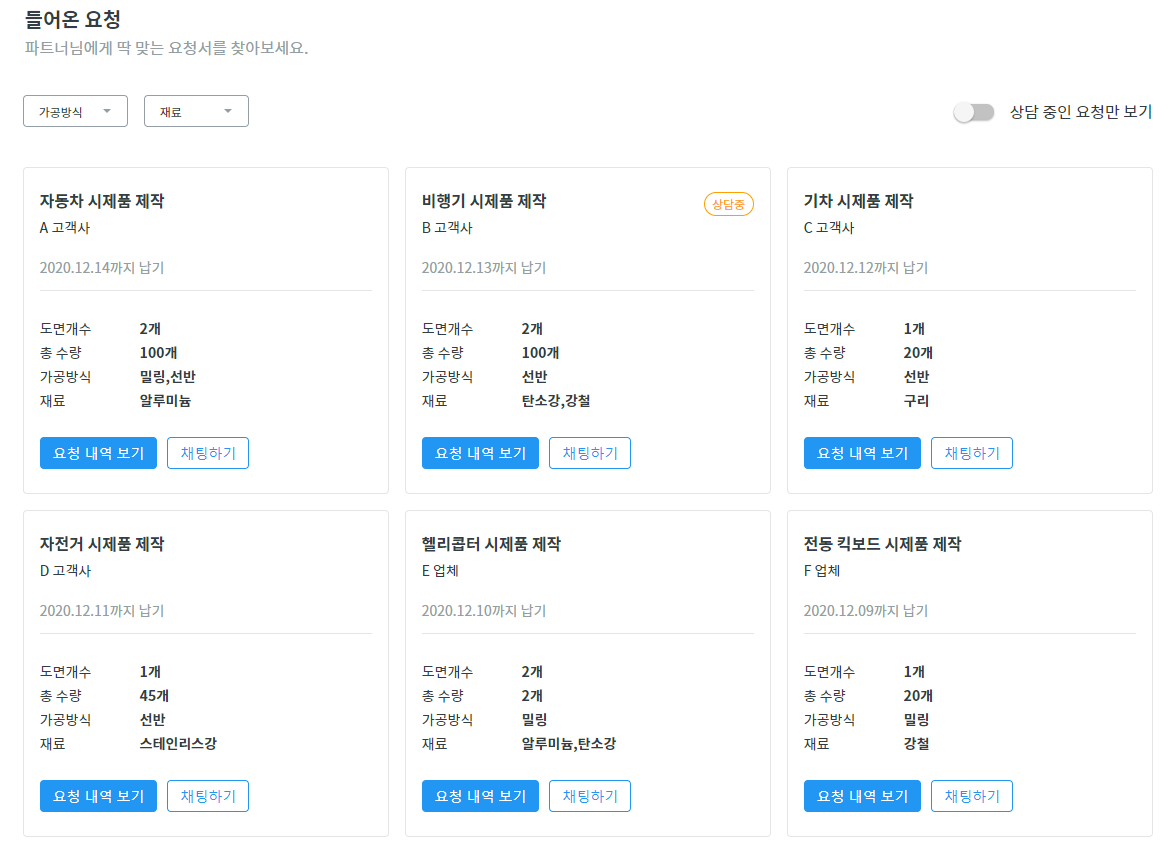 들어온 요청
파트너님에게 딱 맞는 요청서를 찾아보세요.
가공방식
재료
상담 중인 요청만 보기
자동차 시제품 제작
A 고객사
2020.12.14까지 납기
도면개수 2개
총 수량 100개
가공방식 밀링,선반
재료 알루미늄
요청 내역 보기
채팅하기
비행기 시제품 제작
상담중
B 고객사
2020.12.13까지 납기
도면개수 2개
총 수량 100개
가공방식 선반
재료 탄소강,강철
요청 내역 보기
채팅하기
기차 시제품 제작
C 고객사
2020.12.12까지 납기
도면개수 1개
총 수량 20개
가공방식 선반
재료 구리
요청 내역 보기
채팅하기
자전거 시제품 제작
D 고객사
2020.12.11까지 납기
도면개수 1개
총 수량 45개
가공방식 선반
재료 스테인리스강
요청 내역 보기
채팅하기
헬리콥터 시제품 제작
E 업체
2020.12.10까지 납기
도면개수 2개
총 수량 2개
가공방식 밀링
재료 알루미늄,탄소강
요청 내역 보기
채팅하기
전동 킥보드 시제품 제작
F 업체
2020.12.09까지 납기
도면개수 1개
총 수량 20개
가공방식 밀링
재료 강철
요청 내역 보기
채팅하기